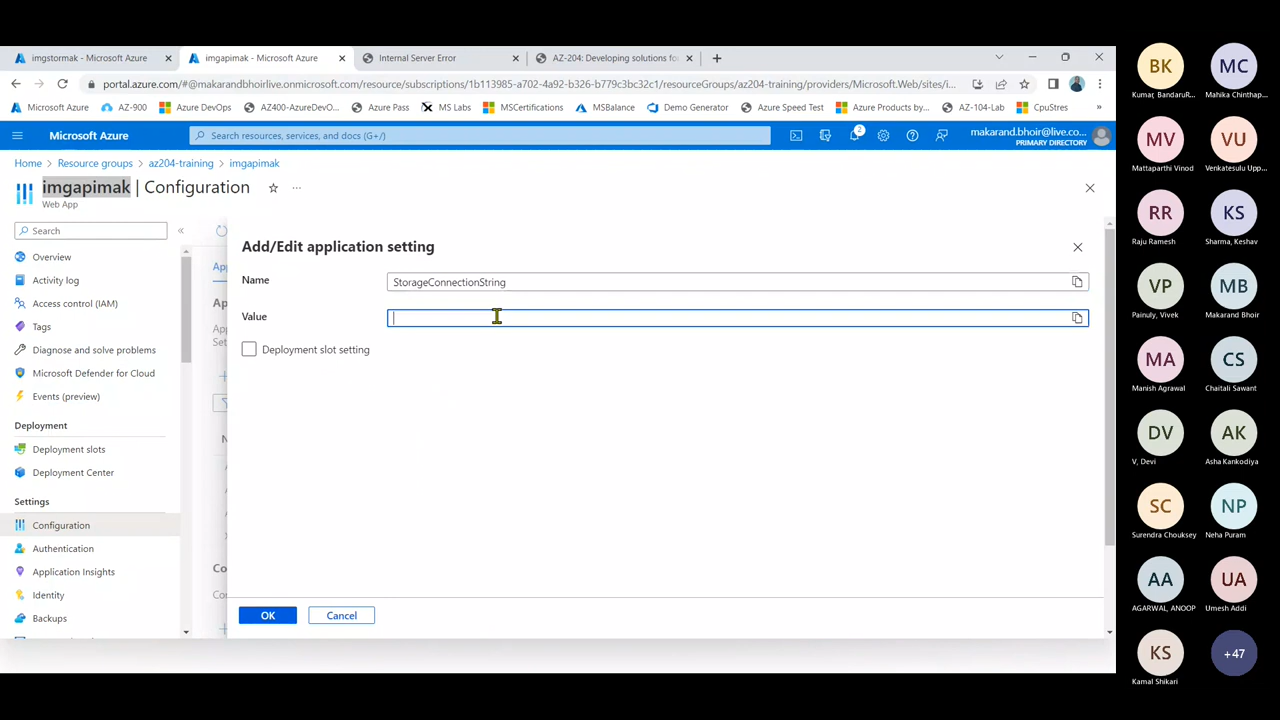 imgstormak - Microsoft Azure
imgapimak - Microsoft Azure
Internal Server Error
AZ-204: Developing solutions fo
portal.azure.com/#@makarandbhoirlive.onmicrosoft.com/resource/subscriptions/1b113985-a702-4a92-b326-b779c3bc32c1/resourceGroups/az204-training/providers/Microsoft.Web/sites/i...
Microsoft Azure
AZ-900
Azure DevOps
AZ400-AzureDevO...
Azure Pass
MS Labs
MSCertifications
MSBalance
Demo Generator
Azure Speed Test
Azure Products by...
AZ-104-Lab
CpuStres
»
Microsoft Azure
Search resources, services, and docs (G+/)
2
makarand.bhoir@live.co...
PRIMARY DIRECTORY
Home > Resource groups > az204-training > imgapimak
imgapimak | Configuration
...
Web App
Search
«
Overview
Activity log
Access control (IAM)
Tags
Diagnose and solve problems
Microsoft Defender for Cloud
Events (preview)
Deployment
Deployment slots
Deployment Center
Settings
Configuration
Authentication
Application Insights
Identity
Backups
Add/Edit application setting
Name
StorageConnectionString
Value
Deployment slot setting
OK
Cancel
BK
Kumar, BandaruR...
MC
Mahika Chinthap...
MV
Mattaparthi Vinod
VU
Venkatesulu Upp...
RR
Raju Ramesh
KS
Sharma, Keshav
VP
Painuly, Vivek
MB
Makarand Bhoir
MA
Manish Agrawal
CS
Chaitali Sawant
DV
V, Devi
AK
Asha Kankodiya
SC
Surendra Chouksey
NP
Neha Puram
AA
AGARWAL, ANOOP
UA
Umesh Addi
KS
Kamal Shikari
+47